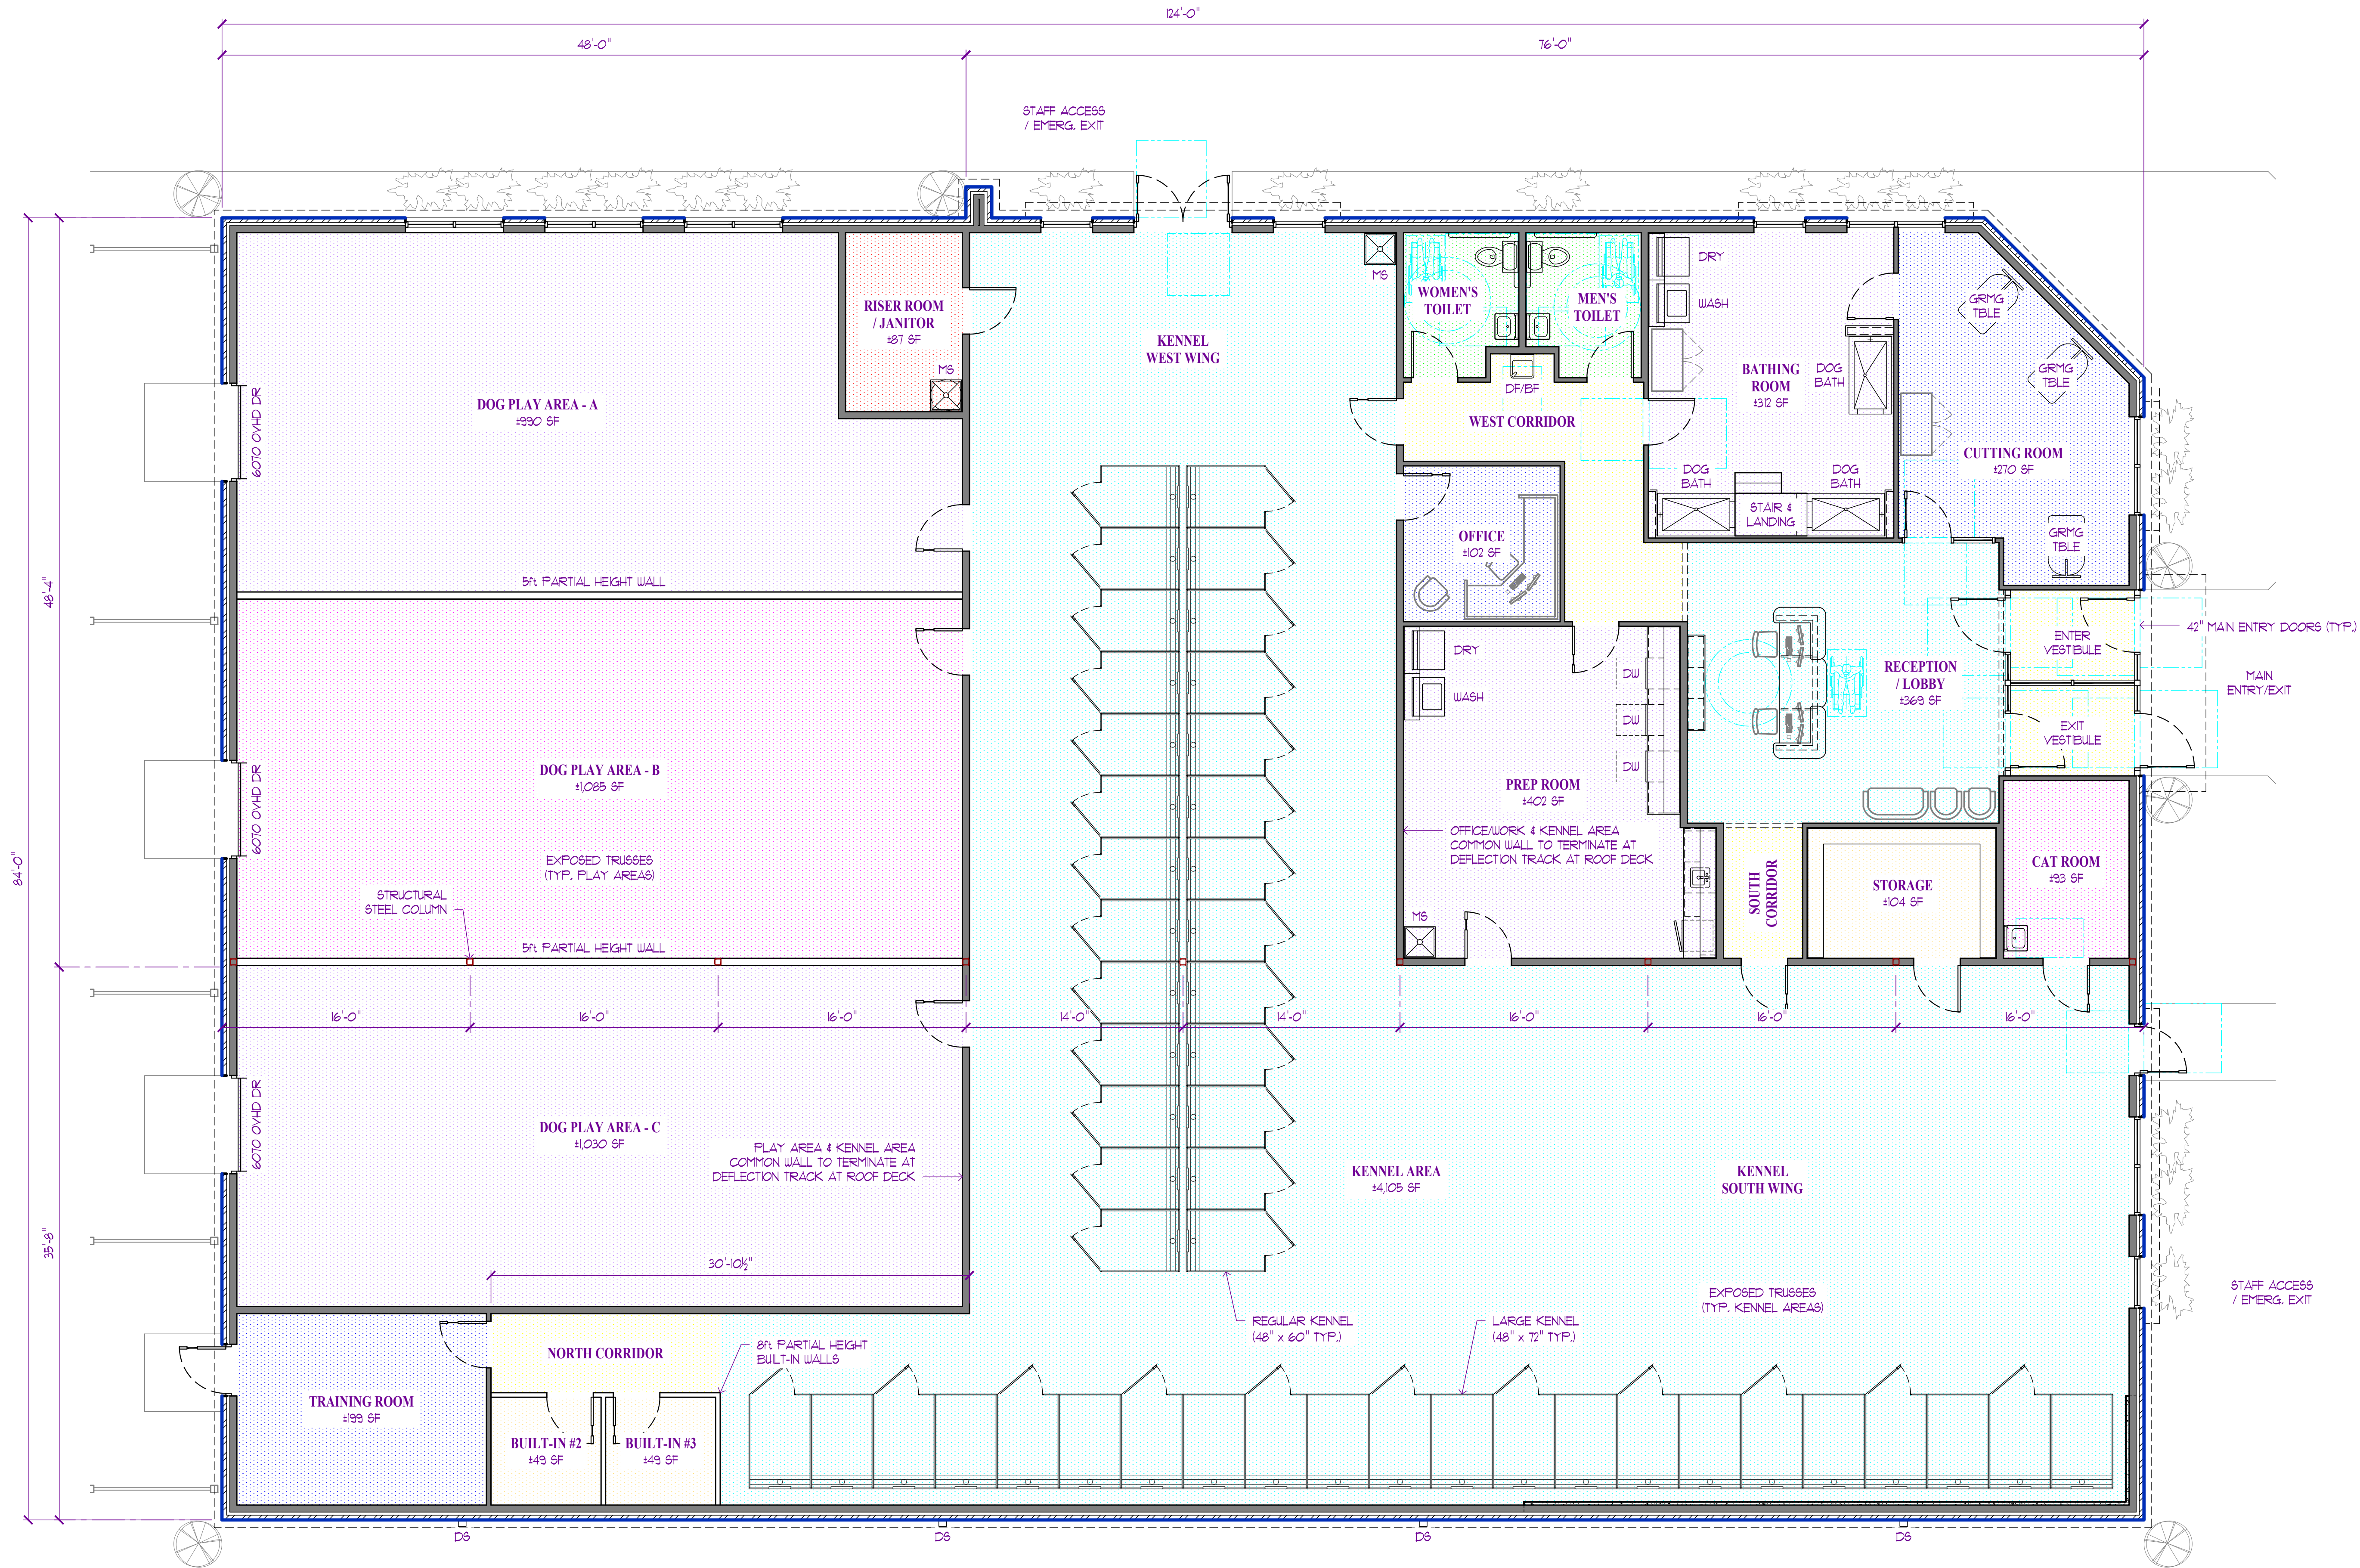 124'-0"
48'-0"
76'-0"
STAFF ACCESS
/ EMERG. EXIT
RISER ROOM
/ JANITOR
±87 SF
MS
KENNEL
WEST WING
MS
WOMEN'S
TOILET
MEN'S
TOILET
DF/BF
WEST CORRIDOR
DRY
WASH
BATHING
ROOM
±312 SF
DOG
BATH
DOG
BATH
DOG
BATH
STAIR &
LANDING
GRMG
TBLE
GRMG
TBLE
CUTTING ROOM
±270 SF
GRMG
TBLE
DOG PLAY AREA - A
±990 SF
6070 OVHD DR
5ft PARTIAL HEIGHT WALL
OFFICE
±102 SF
48'-4"
84'-0"
35'-8"
DOG PLAY AREA - B
±1,085 SF
6070 OVHD DR
EXPOSED TRUSSES
(TYP. PLAY AREAS)
STRUCTURAL
STEEL COLUMN
5ft PARTIAL HEIGHT WALL
DRY
WASH
DW
DW
DW
PREP ROOM
±402 SF
OFFICE/WORK & KENNEL AREA
COMMON WALL TO TERMINATE AT
DEFLECTION TRACK AT ROOF DECK
MS
RECEPTION
/ LOBBY
±369 SF
ENTER
VESTIBULE
EXIT
VESTIBULE
42" MAIN ENTRY DOORS (TYP.)
MAIN
ENTRY/EXIT
SOUTH
CORRIDOR
STORAGE
±104 SF
CAT ROOM
±93 SF
16'-0"
16'-0"
16'-0"
14'-0"
14'-0"
16'-0"
16'-0"
16'-0"
6070 OVHD DR
DOG PLAY AREA - C
±1,030 SF
PLAY AREA & KENNEL AREA
COMMON WALL TO TERMINATE AT
DEFLECTION TRACK AT ROOF DECK
KENNEL AREA
±4,105 SF
KENNEL
SOUTH WING
30'-10½"
REGULAR KENNEL
(48" x 60" TYP.)
LARGE KENNEL
(48" x 72" TYP.)
EXPOSED TRUSSES
(TYP. KENNEL AREAS)
STAFF ACCESS
/ EMERG. EXIT
NORTH CORRIDOR
8ft PARTIAL HEIGHT
BUILT-IN WALLS
TRAINING ROOM
±199 SF
BUILT-IN #2
±49 SF
BUILT-IN #3
±49 SF
DS
DS
DS
DS